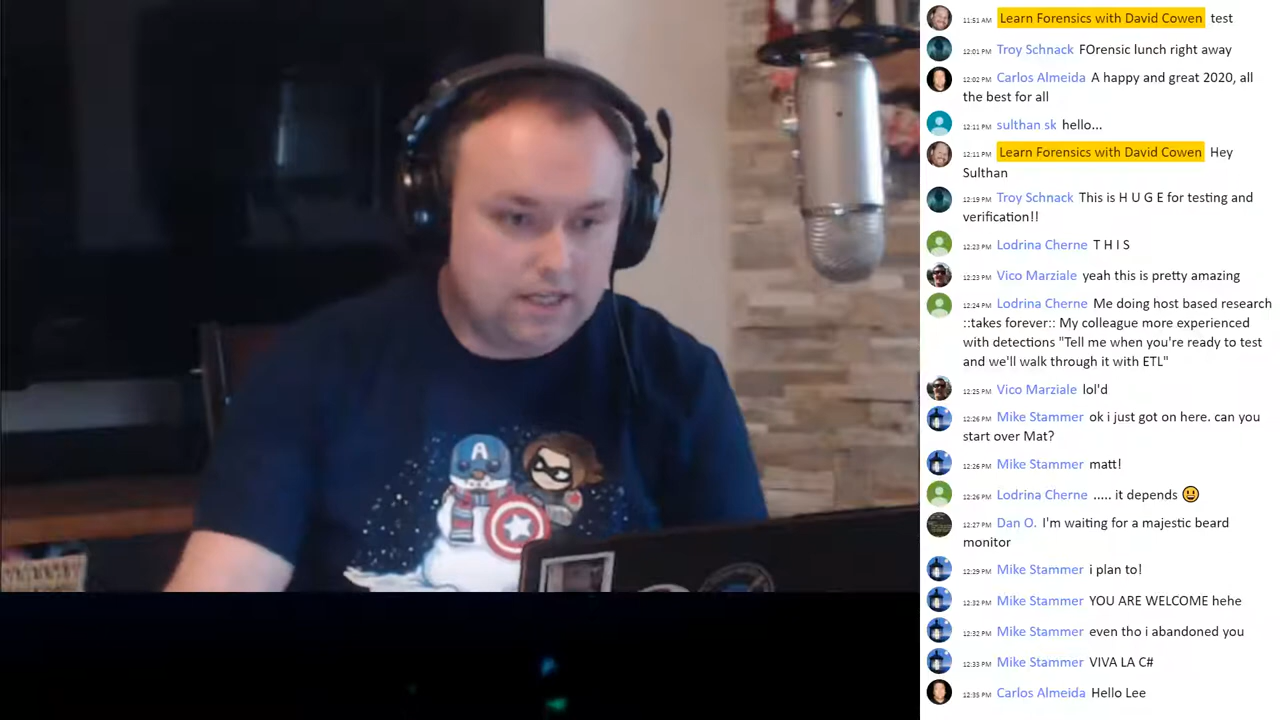 11:51 AM Learn Forensics with David Cowen test
12:01 PM Troy Schnack FOrensic lunch right away
12:02 PM Carlos Almeida A happy and great 2020, all
the best for all
12:11 PM sulthan sk hello...
12:11 PM Learn Forensics with David Cowen Hey
Sulthan
12:19 PM Troy Schnack This is H U G E for testing and
verification!!
12:23 PM Lodrina Cherne T H I S
12:23 PM Vico Marziale yeah this is pretty amazing
12:24 PM Lodrina Cherne Me doing host based research
::takes forever:: My colleague more experienced
with detections "Tell me when you're ready to test
and we'll walk through it with ETL"
12:25 PM Vico Marziale lol'd
12:26 PM Mike Stammer ok i just got on here. can you
start over Mat?
12:26 PM Mike Stammer matt!
12:26 PM Lodrina Cherne ..... it depends 😀
12:27 PM Dan O. I'm waiting for a majestic beard
monitor
12:29 PM Mike Stammer i plan to!
12:32 PM Mike Stammer YOU ARE WELCOME hehe
12:32 PM Mike Stammer even tho i abandoned you
12:33 PM Mike Stammer VIVA LA C#
12:35 PM Carlos Almeida Hello Lee
A